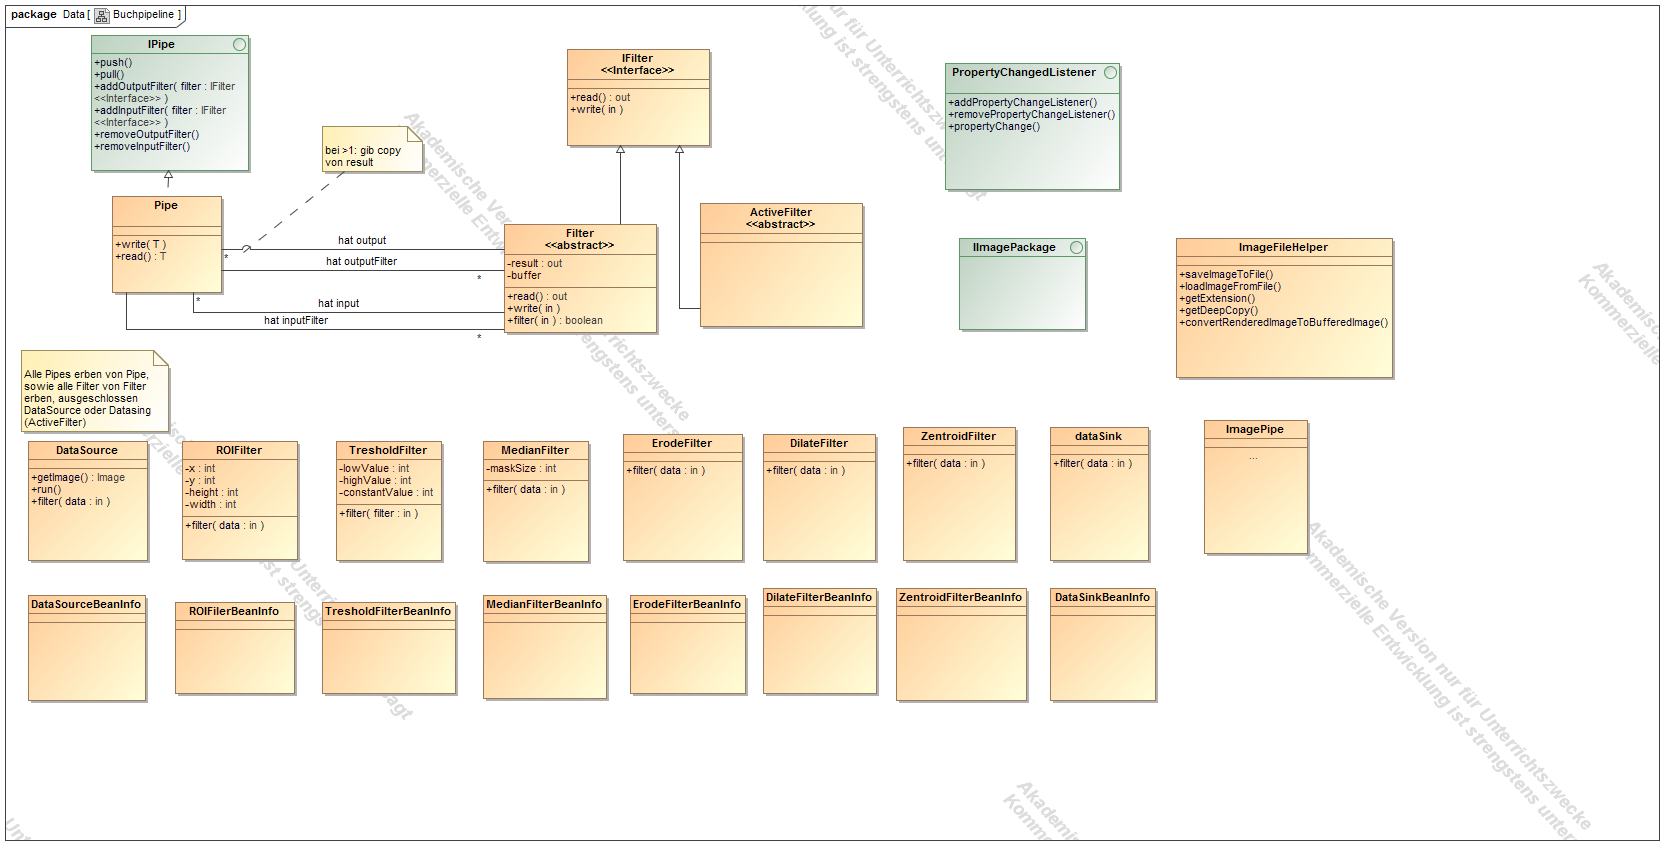 package Data [ Buchpipeline ]
IPipe
+push()
+pull()
+addOutputFilter( filter : IFilter
<<Interface>> )
+addInputFilter( filter : IFilter
<<Interface>> )
+removeOutputFilter()
+removeInputFilter()
IFilter
<<Interface>>
+read() : out
+write( in )
PropertyChangedListener
+addPropertyChangeListener()
+removePropertyChangeListener()
+propertyChange()
bei >1: gib copy
von result
Pipe
+write( T )
+read() : T
hat output
*
hat outputFilter
*
*
hat input
hat inputFilter
*
Filter
<<abstract>>
-result : out
-buffer
+read() : out
+write( in )
+filter( in ) : boolean
ActiveFilter
<<abstract>>
IImagePackage
ImageFileHelper
+saveImageToFile()
+loadImageFromFile()
+getExtension()
+getDeepCopy()
+convertRenderedImageToBufferedImage()
Alle Pipes erben von Pipe,
sowie alle Filter von Filter
erben, ausgeschlossen
DataSource oder Datasing
(ActiveFilter)
DataSource
+getImage() : Image
+run()
+filter( data : in )
ROIFilter
-x : int
-y : int
-height : int
-width : int
+filter( data : in )
TresholdFilter
-lowValue : int
-highValue : int
-constantValue : int
+filter( filter : in )
MedianFilter
-maskSize : int
+filter( data : in )
ErodeFilter
+filter( data : in )
DilateFilter
+filter( data : in )
ZentroidFilter
+filter( data : in )
dataSink
+filter( data : in )
ImagePipe
...
DataSourceBeanInfo
ROIFilerBeanInfo
TresholdFilterBeanInfo
MedianFilterBeanInfo
ErodeFilterBeanInfo
DilateFilterBeanInfo
ZentroidFilterBeanInfo
DataSinkBeanInfo
Akademische Version nur für Unterrichtszwecke
Kommerzielle Entwicklung ist strengstens unters